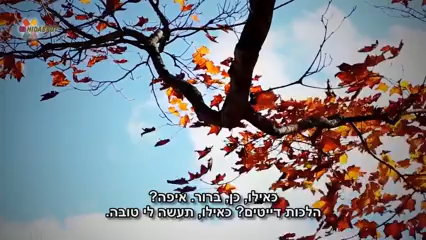 כאילו, כן, ברור. איפה?
הלכות דייטים? כאילו, תעשה לי טובה.